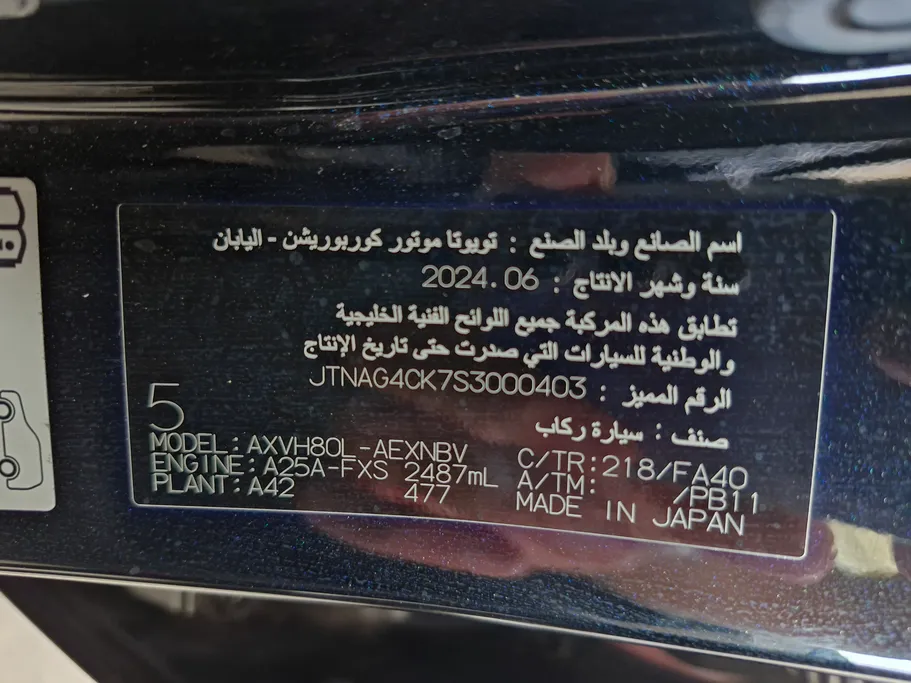 اسم الصانع وبلد الصنع : تويوتا موتور كوربوريشن - اليابان
سنة وشهر الانتاج : 2024.06
تطابق هذه المركبة جميع اللوائح الفنية الخليجية
والوطنية للسيارات التي صدرت حتى تاريخ الإنتاج
الرقم المميز : JTNAG4CK7S3000403
صنف : سيارة ركاب
5
MODEL: AXVH80L-AEXNBV C/TR: 218/FA40
ENGINE: A25A-FXS 2487mL A/TM: /PB11
PLANT: A42 477 MADE IN JAPAN